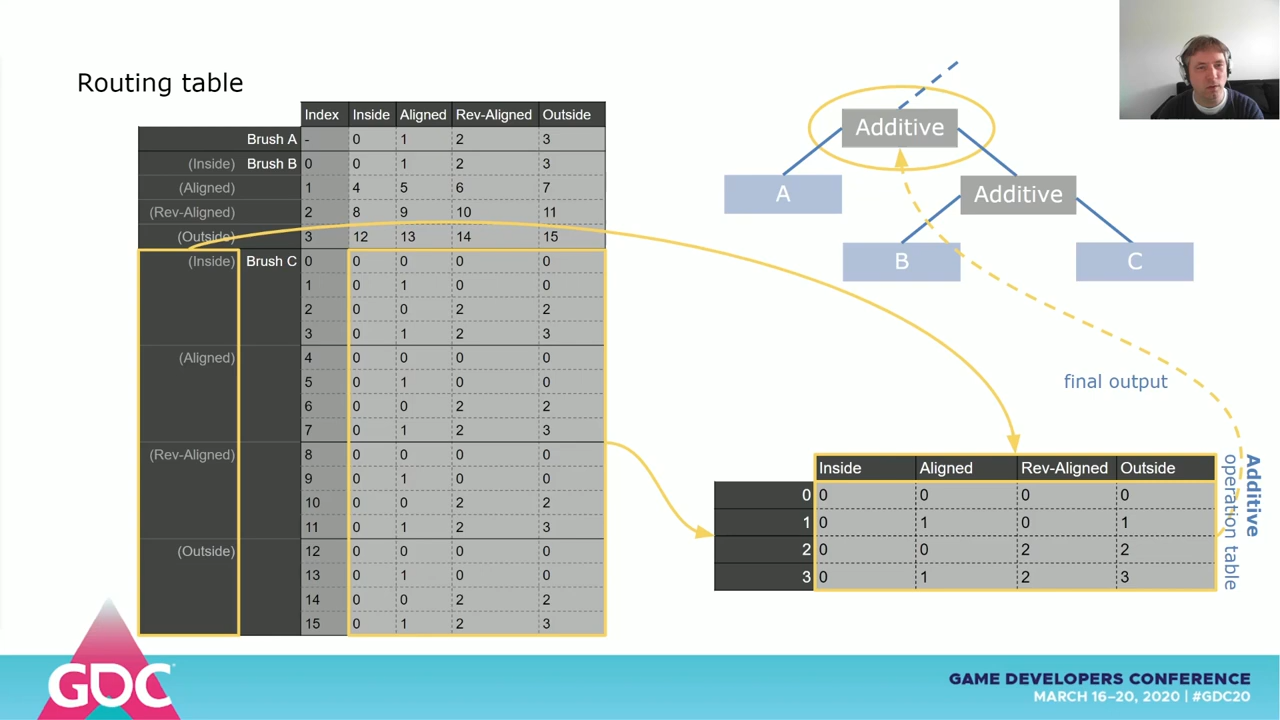 Routing table
Index Inside Aligned Rev-Aligned Outside
Brush A - 0 1 2 3
(Inside) Brush B 0 0 1 2 3
(Aligned) 1 4 5 6 7
(Rev-Aligned) 2 8 9 10 11
(Outside) 3 12 13 14 15
(Inside) Brush C 0 0 0 0 0
1 0 1 0 0
2 0 0 2 2
3 0 1 2 3
(Aligned) 4 0 0 0 0
5 0 1 0 0
6 0 0 2 2
7 0 1 2 3
(Rev-Aligned) 8 0 0 0 0
9 0 1 0 0
10 0 0 2 2
11 0 1 2 3
(Outside) 12 0 0 0 0
13 0 1 0 0
14 0 0 2 2
15 0 1 2 3
Additive
A
Additive
B
C
final output
Inside Aligned Rev-Aligned Outside
0 0 0 0 0
1 0 1 0 1
2 0 0 2 2
3 0 1 2 3
Additive
operation table
GDC
GAME DEVELOPERS CONFERENCE
MARCH 16–20, 2020 | #GDC20